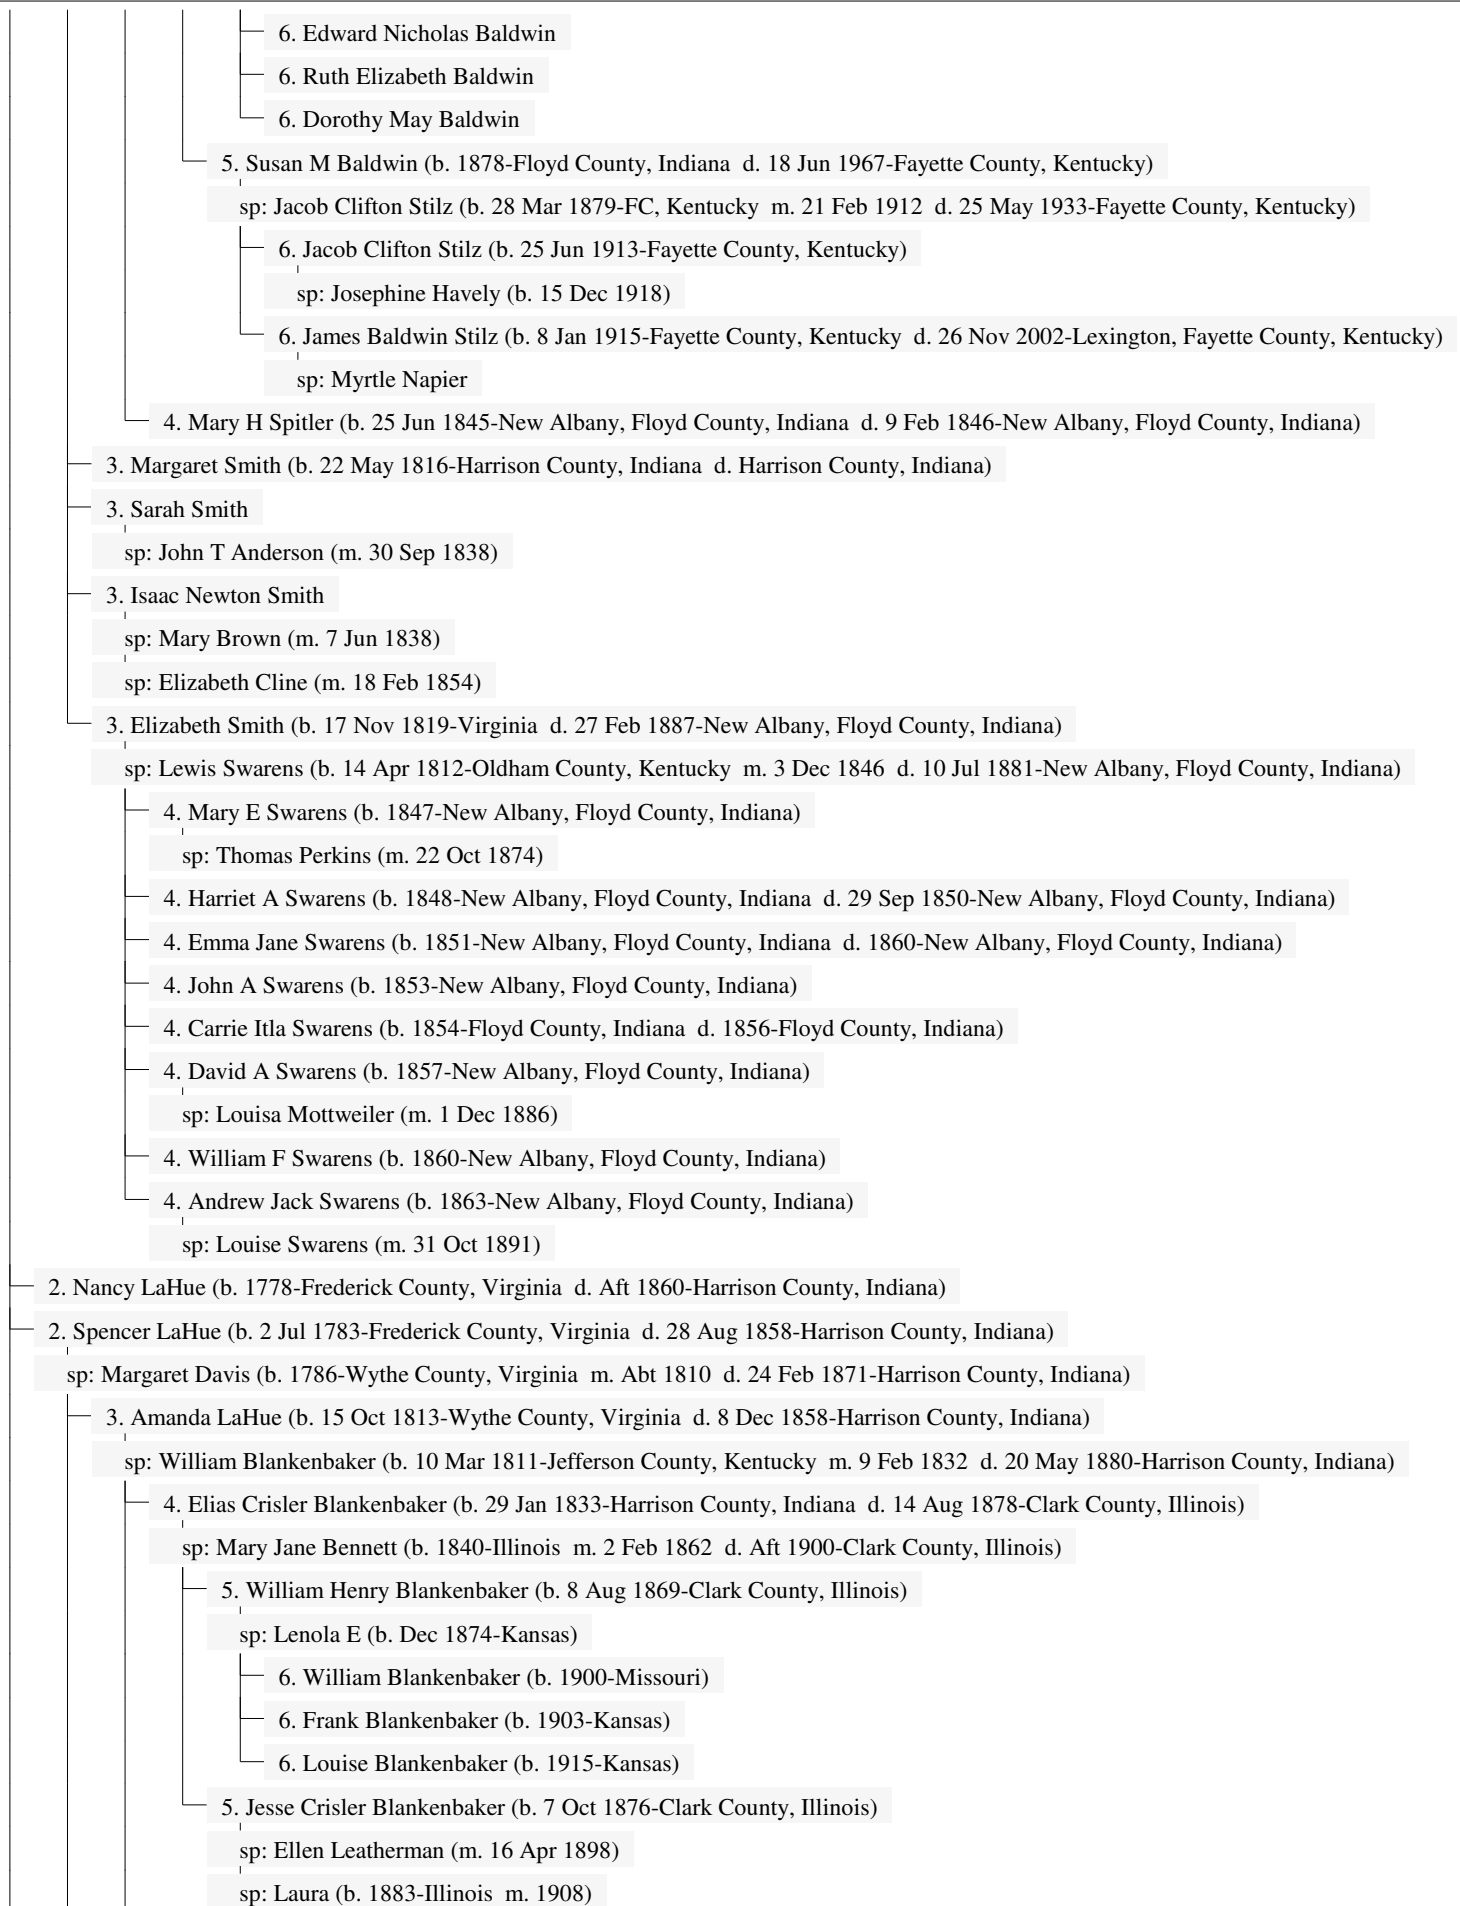 6. Edward Nicholas Baldwin
6. Ruth Elizabeth Baldwin
6. Dorothy May Baldwin
5. Susan M Baldwin (b. 1878-Floyd County, Indiana d. 18 Jun 1967-Fayette County, Kentucky)
sp: Jacob Clifton Stilz (b. 28 Mar 1879-FC, Kentucky m. 21 Feb 1912 d. 25 May 1933-Fayette County, Kentucky)
6. Jacob Clifton Stilz (b. 25 Jun 1913-Fayette County, Kentucky)
sp: Josephine Havely (b. 15 Dec 1918)
6. James Baldwin Stilz (b. 8 Jan 1915-Fayette County, Kentucky d. 26 Nov 2002-Lexington, Fayette County, Kentucky)
sp: Myrtle Napier
4. Mary H Spitler (b. 25 Jun 1845-New Albany, Floyd County, Indiana d. 9 Feb 1846-New Albany, Floyd County, Indiana)
3. Margaret Smith (b. 22 May 1816-Harrison County, Indiana d. Harrison County, Indiana)
3. Sarah Smith
sp: John T Anderson (m. 30 Sep 1838)
3. Isaac Newton Smith
sp: Mary Brown (m. 7 Jun 1838)
sp: Elizabeth Cline (m. 18 Feb 1854)
3. Elizabeth Smith (b. 17 Nov 1819-Virginia d. 27 Feb 1887-New Albany, Floyd County, Indiana)
sp: Lewis Swarens (b. 14 Apr 1812-Oldham County, Kentucky m. 3 Dec 1846 d. 10 Jul 1881-New Albany, Floyd County, Indiana)
4. Mary E Swarens (b. 1847-New Albany, Floyd County, Indiana)
sp: Thomas Perkins (m. 22 Oct 1874)
4. Harriet A Swarens (b. 1848-New Albany, Floyd County, Indiana d. 29 Sep 1850-New Albany, Floyd County, Indiana)
4. Emma Jane Swarens (b. 1851-New Albany, Floyd County, Indiana d. 1860-New Albany, Floyd County, Indiana)
4. John A Swarens (b. 1853-New Albany, Floyd County, Indiana)
4. Carrie Itla Swarens (b. 1854-Floyd County, Indiana d. 1856-Floyd County, Indiana)
4. David A Swarens (b. 1857-New Albany, Floyd County, Indiana)
sp: Louisa Mottweiler (m. 1 Dec 1886)
4. William F Swarens (b. 1860-New Albany, Floyd County, Indiana)
4. Andrew Jack Swarens (b. 1863-New Albany, Floyd County, Indiana)
sp: Louise Swarens (m. 31 Oct 1891)
2. Nancy LaHue (b. 1778-Frederick County, Virginia d. Aft 1860-Harrison County, Indiana)
2. Spencer LaHue (b. 2 Jul 1783-Frederick County, Virginia d. 28 Aug 1858-Harrison County, Indiana)
sp: Margaret Davis (b. 1786-Wythe County, Virginia m. Abt 1810 d. 24 Feb 1871-Harrison County, Indiana)
3. Amanda LaHue (b. 15 Oct 1813-Wythe County, Virginia d. 8 Dec 1858-Harrison County, Indiana)
sp: William Blankenbaker (b. 10 Mar 1811-Jefferson County, Kentucky m. 9 Feb 1832 d. 20 May 1880-Harrison County, Indiana)
4. Elias Crisler Blankenbaker (b. 29 Jan 1833-Harrison County, Indiana d. 14 Aug 1878-Clark County, Illinois)
sp: Mary Jane Bennett (b. 1840-Illinois m. 2 Feb 1862 d. Aft 1900-Clark County, Illinois)
5. William Henry Blankenbaker (b. 8 Aug 1869-Clark County, Illinois)
sp: Lenola E (b. Dec 1874-Kansas)
6. William Blankenbaker (b. 1900-Missouri)
6. Frank Blankenbaker (b. 1903-Kansas)
6. Louise Blankenbaker (b. 1915-Kansas)
5. Jesse Crisler Blankenbaker (b. 7 Oct 1876-Clark County, Illinois)
sp: Ellen Leatherman (m. 16 Apr 1898)
sp: Laura (b. 1883-Illinois m. 1908)